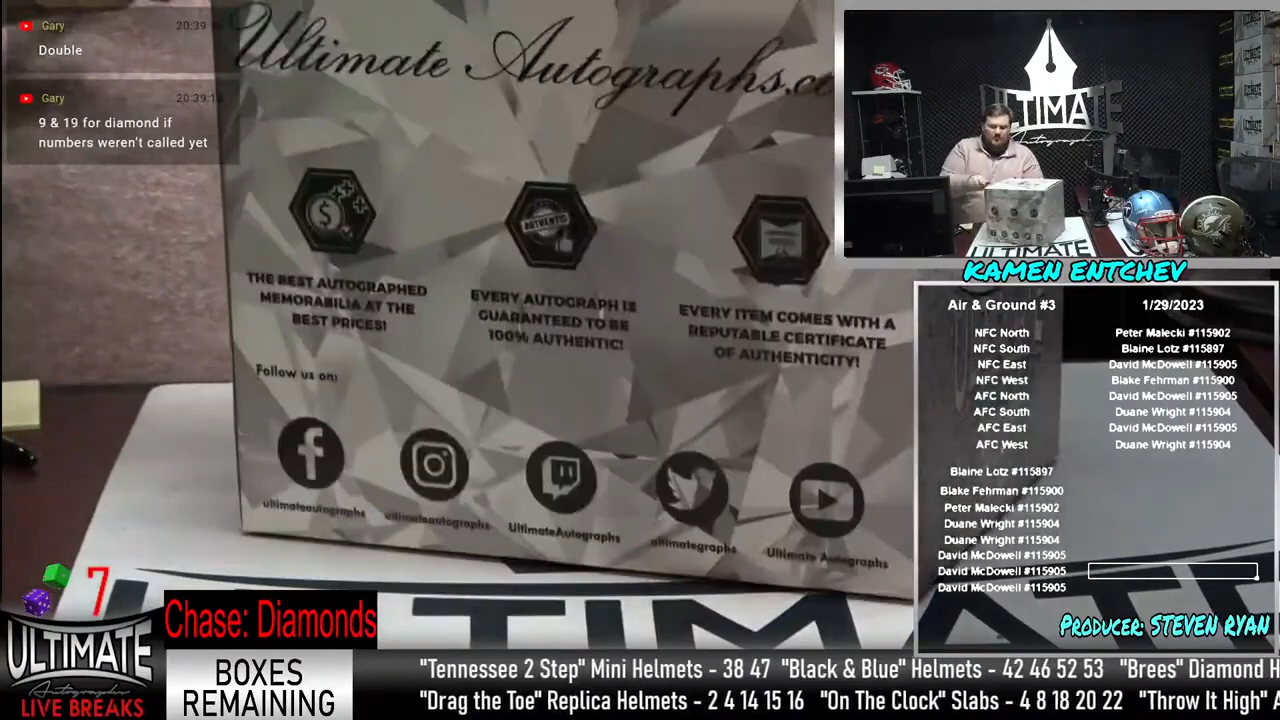 Gary 20:39
Double
Gary 20:39:1
9 & 19 for diamond if
numbers weren't called yet
Ultimate Autographs.co
AUTHENTIC
THE BEST AUTOGRAPHED
MEMORABILIA AT THE
BEST PRICES!
EVERY AUTOGRAPH IS
GUARANTEED TO BE
100% AUTHENTIC!
EVERY ITEM COMES WITH A
REPUTABLE CERTIFICATE
OF AUTHENTICITY!
Follow us on:
ultimateautographs
ultimateautographs
UltimateAutographs
ultimategraphs
Ultimate Autographs
ULTIMATE
KAMEN ENTCHEV
Air & Ground #3 1/29/2023
NFC North Peter Malecki #115902
NFC South Blaine Lotz #115897
NFC East David McDowell #115905
NFC West Blake Fehrman #115900
AFC North David McDowell #115905
AFC South Duane Wright #115904
AFC East David McDowell #115905
AFC West Duane Wright #115904
Blaine Lotz #115897
Blake Fehrman #115900
Peter Malecki #115902
Duane Wright #115904
Duane Wright #115904
David McDowell #115905
David McDowell #115905
David McDowell #115905
Producer: STEVEN RYAN
7
ULTIMATE
Autographs
LIVE BREAKS
Chase: Diamonds
BOXES
REMAINING
"Tennessee 2 Step" Mini Helmets - 38 47 "Black & Blue" Helmets - 42 46 52 53 "Brees" Diamond H
"Drag the Toe" Replica Helmets - 2 4 14 15 16 "On The Clock" Slabs - 4 8 18 20 22 "Throw It High" A